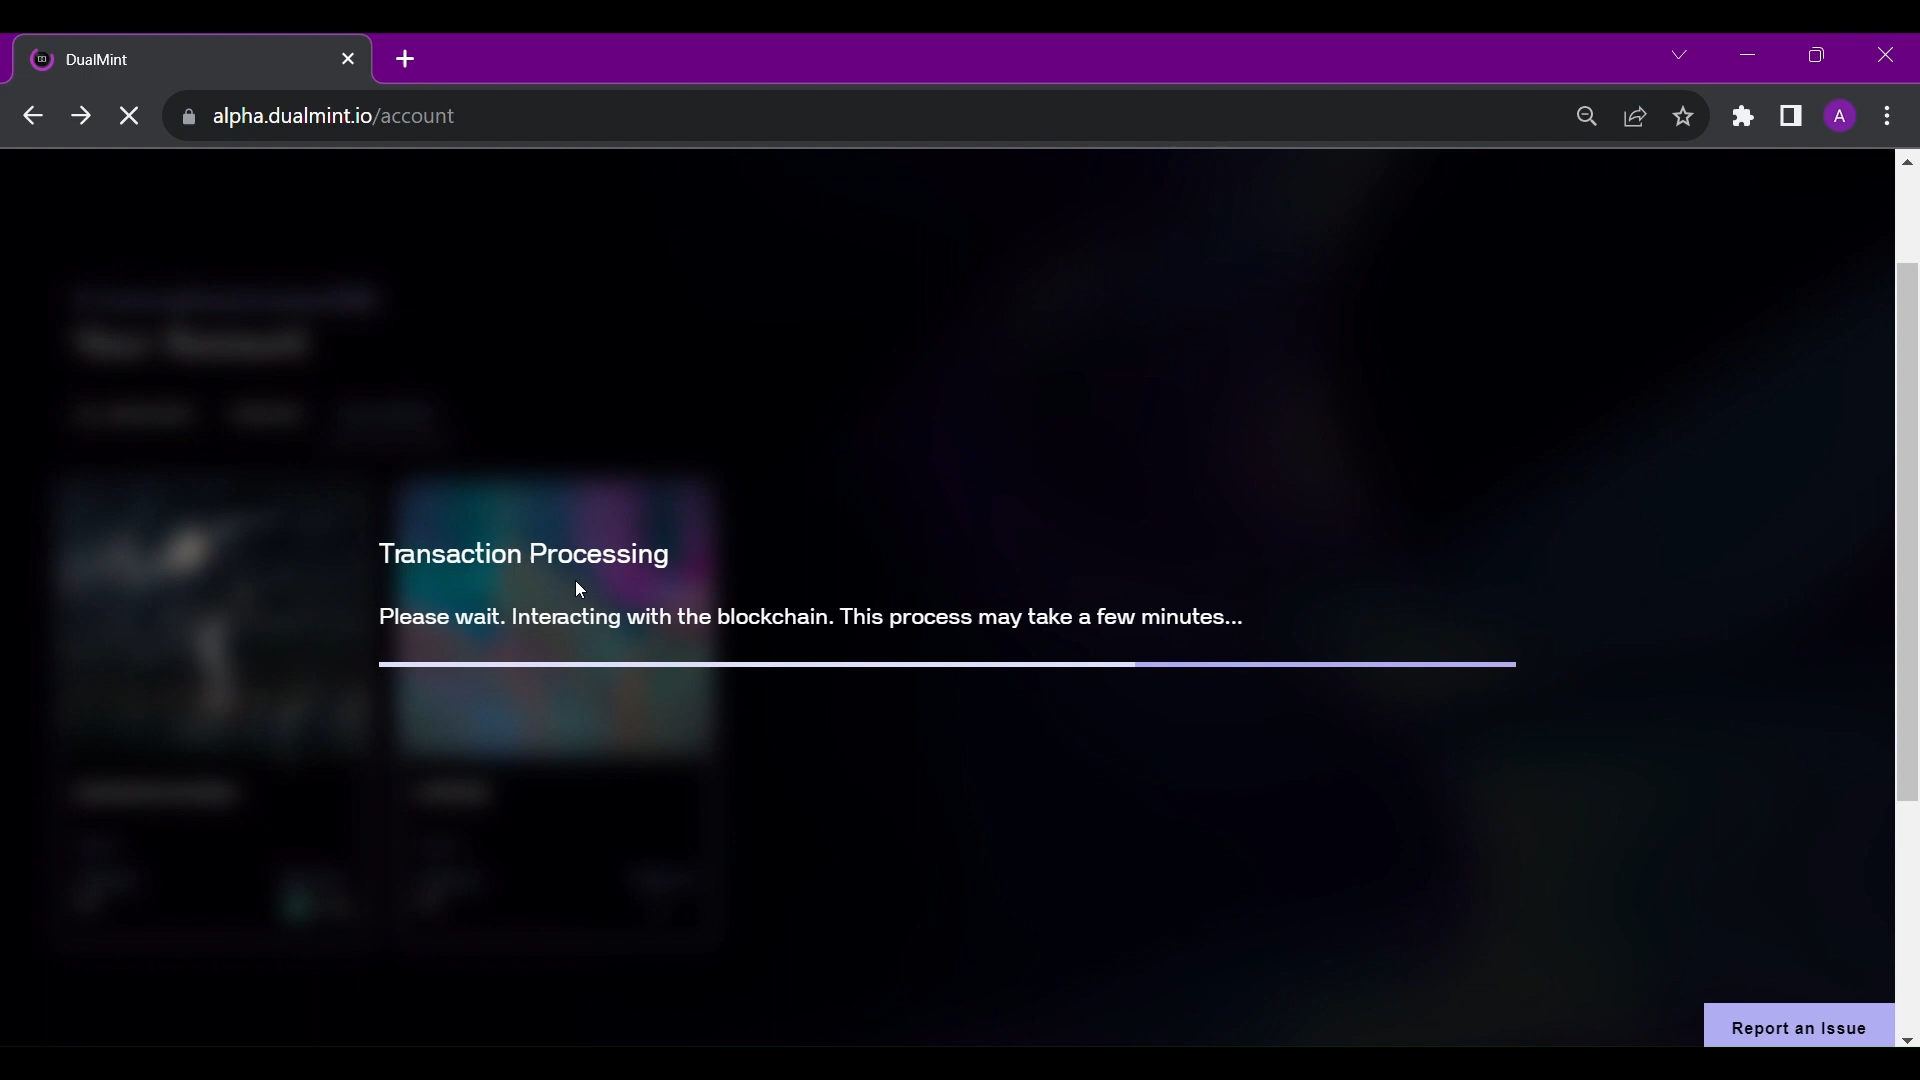 DualMint
alpha.dualmint.io/account
A
Transaction Processing
Please wait. Interacting with the blockchain. This process may take a few minutes...
Report an Issue